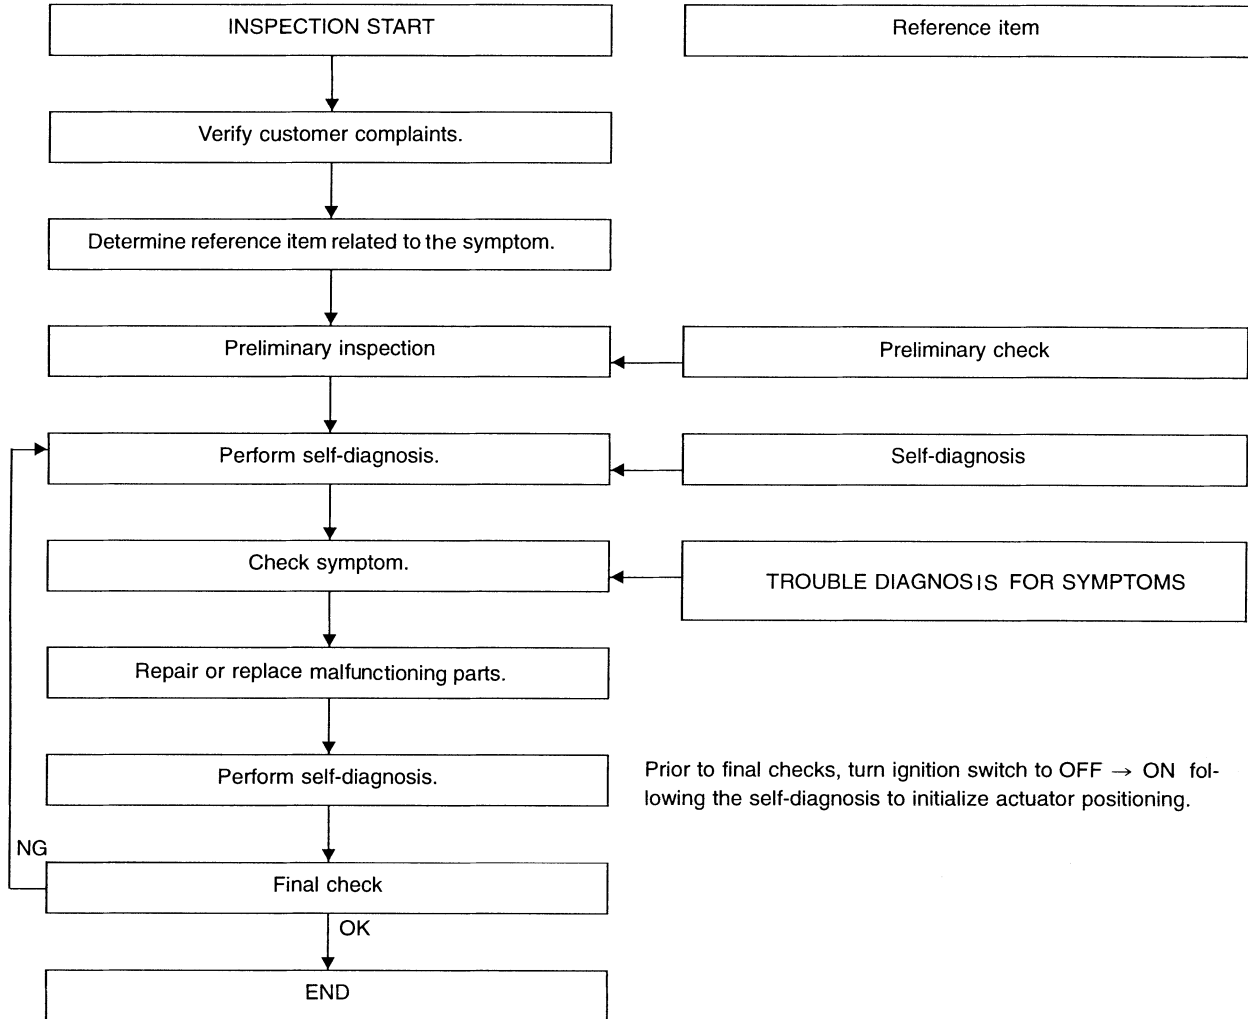 INSPECTION START
Reference item
Verify customer complaints.
Determine reference item related to the symptom.
Preliminary inspection
Preliminary check
Perform self-diagnosis.
Self-diagnosis
Check symptom.
TROUBLE DIAGNOSIS FOR SYMPTOMS
Repair or replace malfunctioning parts.
Perform self-diagnosis.
Prior to final checks, turn ignition switch to OFF → ON fol-
lowing the self-diagnosis to initialize actuator positioning.
NG
Final check
OK
END